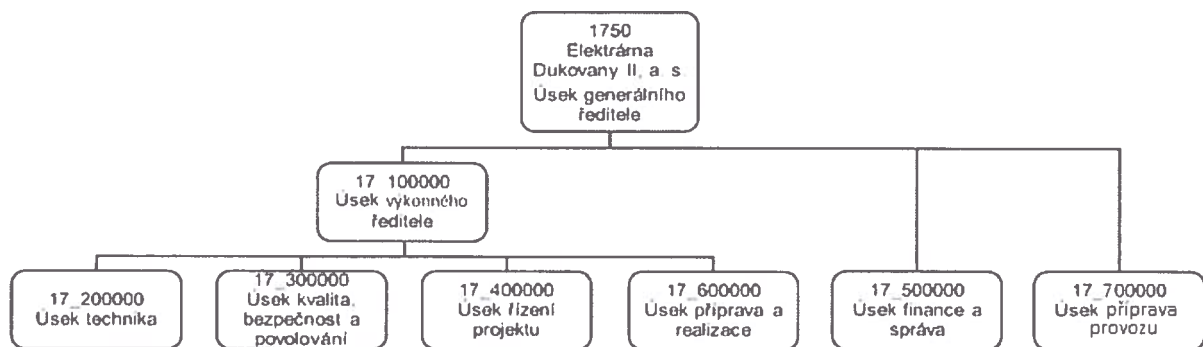 1750
Elektrárna
Dukovany II, a. s.
Úsek generálního
ředitele
17_100000
Úsek výkonného
ředitele
17_200000
Úsek technika
17_300000
Úsek kvalita,
bezpečnost a
povolování
17_400000
Úsek řízení
projektu
17_600000
Úsek příprava a
realizace
17_500000
Úsek finance a
správa
17_700000
Úsek příprava
provozu